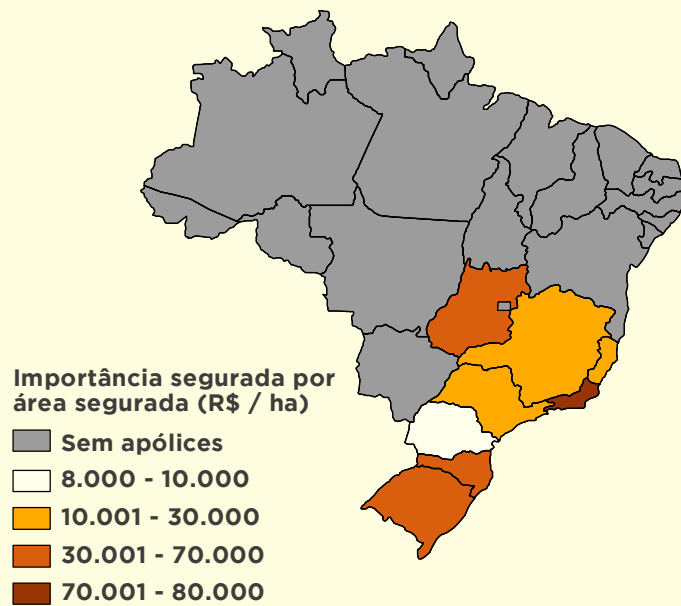 Importância segurada por
área segurada (R$ / ha)
Sem apólices
8.000 - 10.000
10.001 - 30.000
30.001 - 70.000
70.001 - 80.000